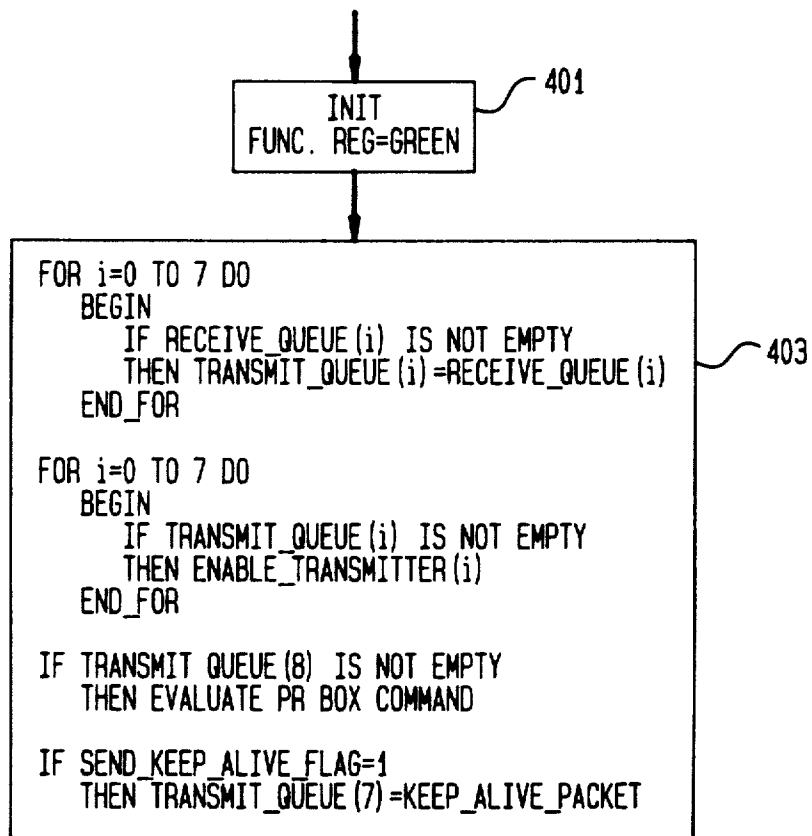 401
INIT
FUNC. REG=GREEN
FOR i=0 TO 7 DO
BEGIN
IF RECEIVE_QUEUE(i) IS NOT EMPTY
THEN TRANSMIT_QUEUE(i)=RECEIVE_QUEUE(i)
END_FOR
403
FOR i=0 TO 7 DO
BEGIN
IF TRANSMIT_QUEUE(i) IS NOT EMPTY
THEN ENABLE_TRANSMITTER(i)
END_FOR
IF TRANSMIT QUEUE(8) IS NOT EMPTY
THEN EVALUATE PR BOX COMMAND
IF SEND_KEEP_ALIVE_FLAG=1
THEN TRANSMIT_QUEUE(7)=KEEP_ALIVE_PACKET